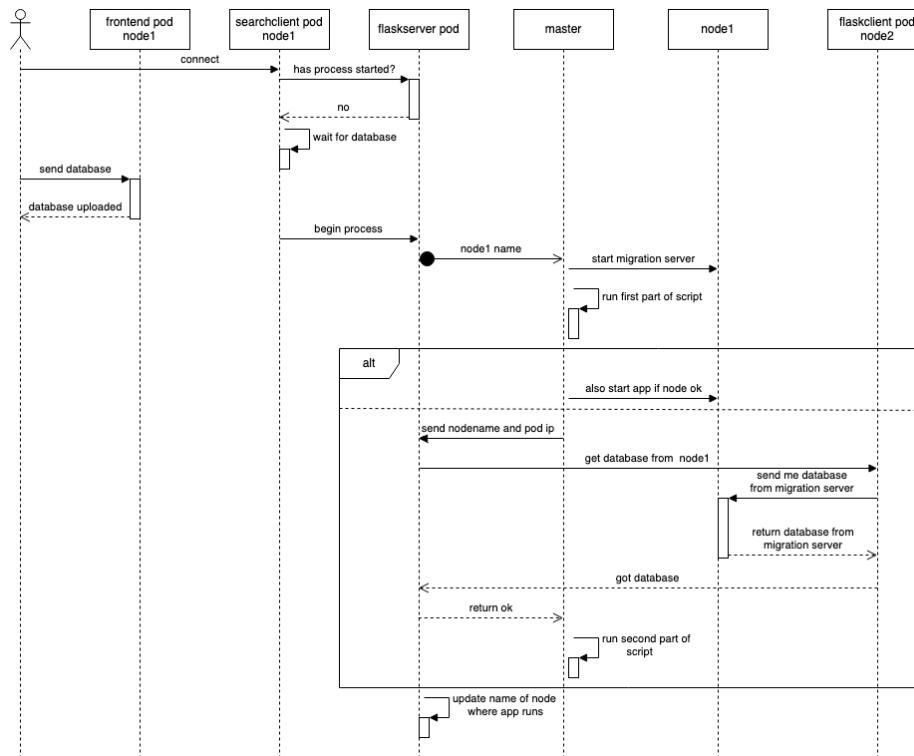 frontend pod
node1
searchclient pod
node1
flaskserver pod
master
node1
flaskclient pod
node2
connect
has process started?
no
wait for database
send database
database uploaded
begin process
node1 name
start migration server
run first part of script
alt
also start app if node ok
send nodename and pod ip
get database from  node1
send me database
from migration server
return database from
migration server
got database
return ok
run second part of
script
update name of node
where app runs